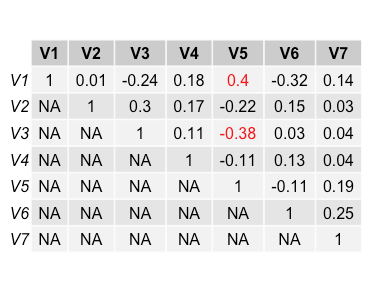 V1 V2 V3 V4 V5 V6 V7
V1 1 0.01 -0.24 0.18 0.4 -0.32 0.14
V2 NA 1 0.3 0.17 -0.22 0.15 0.03
V3 NA NA 1 0.11 -0.38 0.03 0.04
V4 NA NA NA 1 -0.11 0.13 0.04
V5 NA NA NA NA 1 -0.11 0.19
V6 NA NA NA NA NA 1 0.25
V7 NA NA NA NA NA NA 1